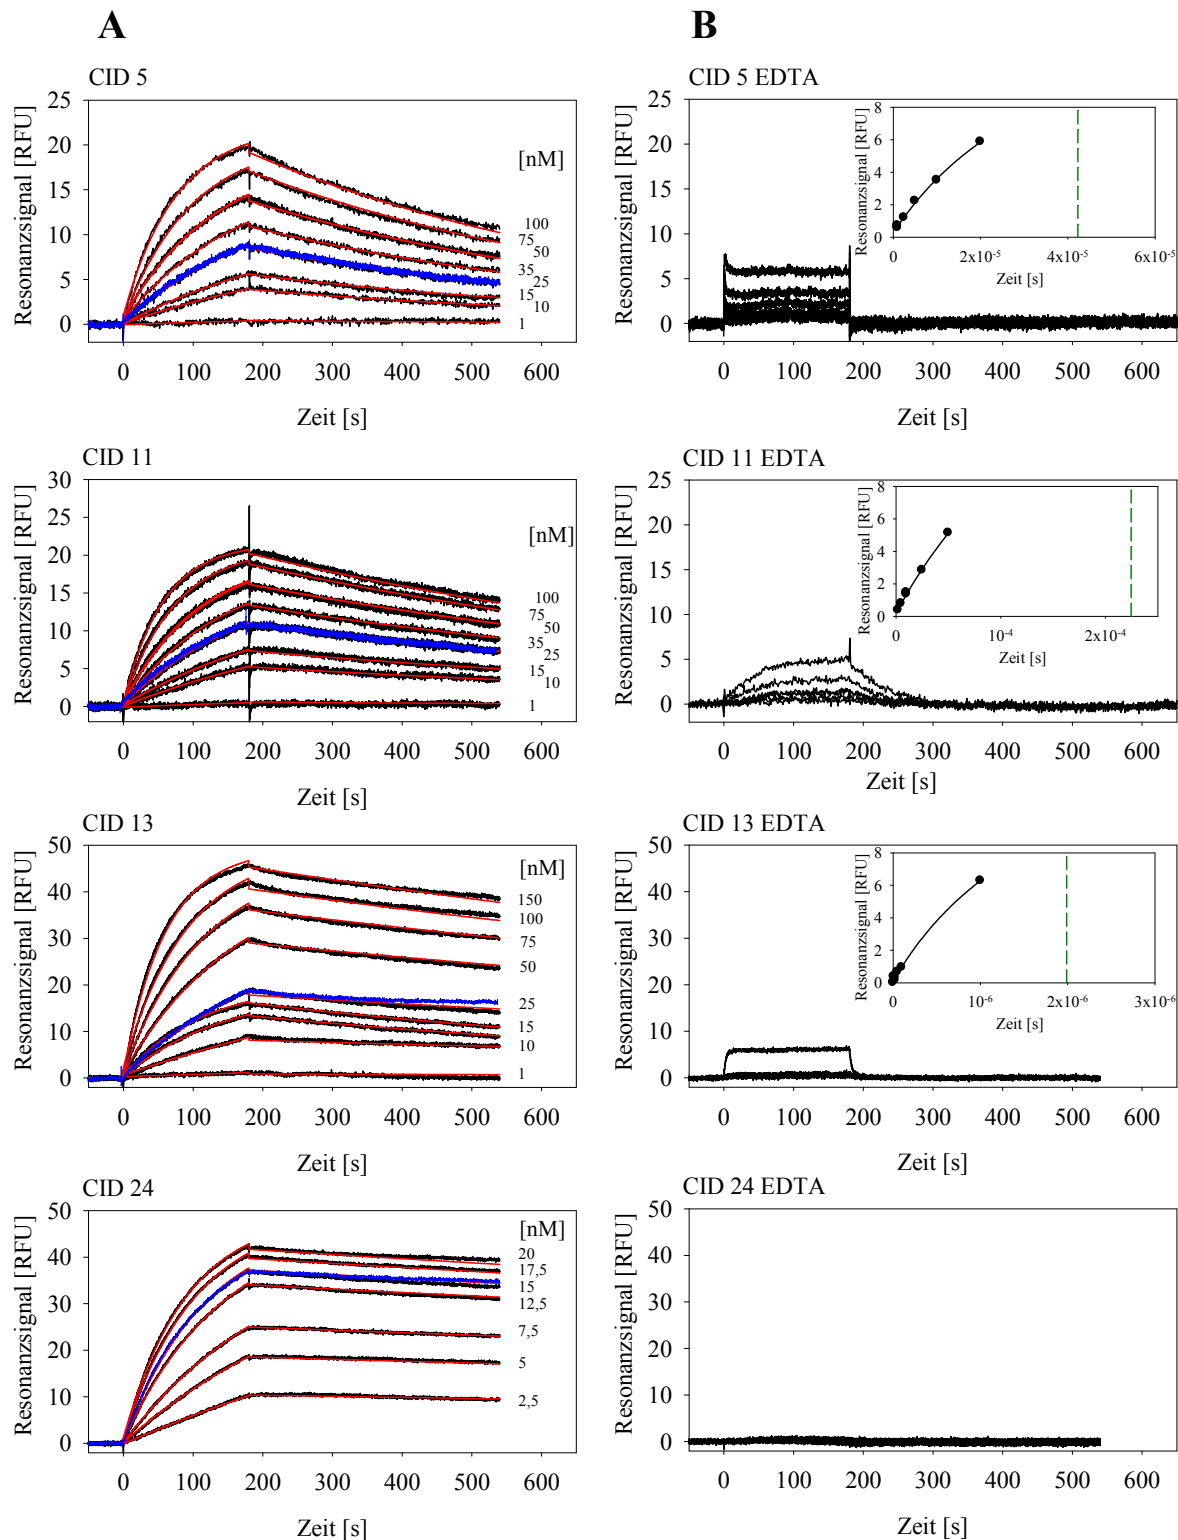 A
B
CID 5
25
20
15
10
5
0
Resonanzsignal [RFU]
[nM]
100
75
50
35
25
15
10
1
0 100 200 300 400 500 600
Zeit [s]
CID 5 EDTA
25
20
15
10
5
0
Resonanzsignal [RFU]
8
6
4
2
0
Resonanzsignal [RFU]
0 2x10-5 4x10-5 6x10-5
Zeit [s]
0 100 200 300 400 500 600
Zeit [s]
CID 11
30
25
20
15
10
5
0
Resonanzsignal [RFU]
[nM]
100
75
50
35
25
15
10
1
0 100 200 300 400 500 600
Zeit [s]
CID 11 EDTA
25
20
15
10
5
0
Resonanzsignal [RFU]
8
6
4
2
0
Resonanzsignal [RFU]
0 10-4 2x10-4
Zeit [s]
0 100 200 300 400 500 600
Zeit [s]
CID 13
50
40
30
20
10
0
Resonanzsignal [RFU]
[nM]
150
100
75
50
25
15
10
1
0 100 200 300 400 500 600
Zeit [s]
CID 13 EDTA
50
40
30
20
10
0
Resonanzsignal [RFU]
8
6
4
2
0
Resonanzsignal [RFU]
0 10-6 2x10-6 3x10-6
Zeit [s]
0 100 200 300 400 500 600
Zeit [s]
CID 24
50
40
30
20
10
0
Resonanzsignal [RFU]
[nM]
20
17,5
15
12,5
7,5
5
2,5
0 100 200 300 400 500 600
Zeit [s]
CID 24 EDTA
50
40
30
20
10
0
Resonanzsignal [RFU]
0 100 200 300 400 500 600
Zeit [s]